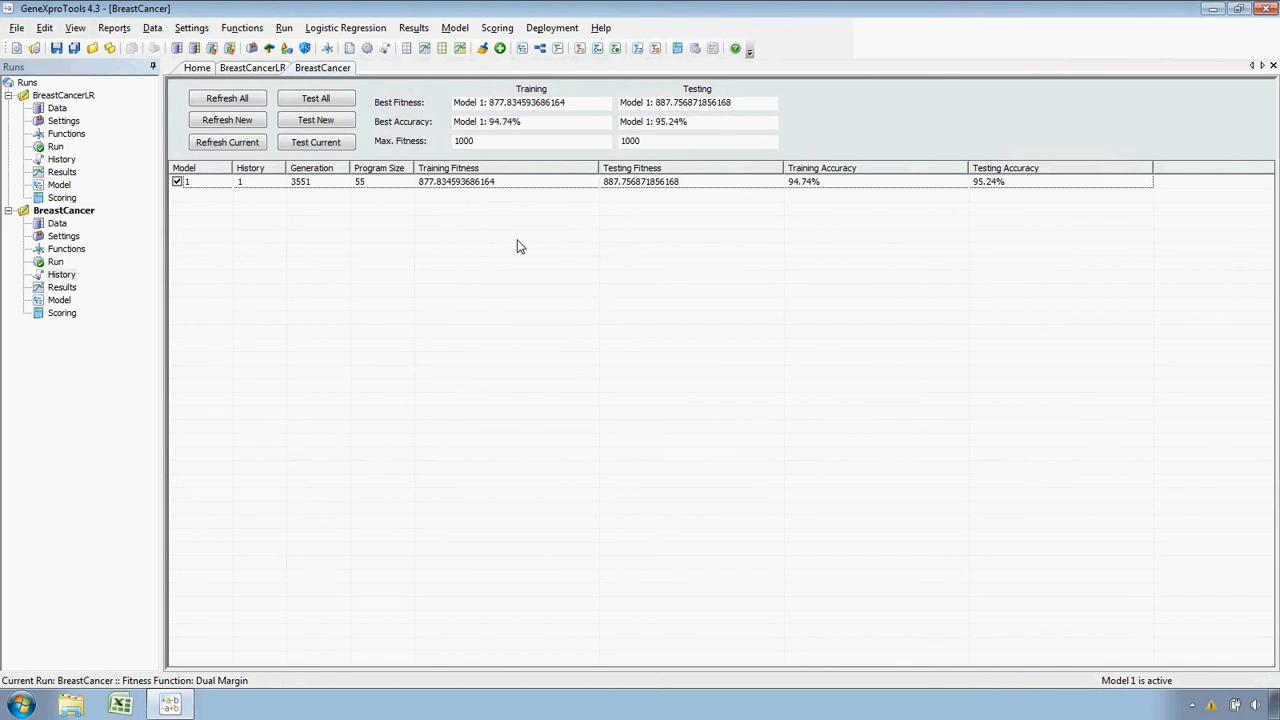 GeneXproTools 4.3 - [BreastCancer]
File Edit View Reports Data Settings Functions Run Logistic Regression Results Model Scoring Deployment Help
Runs
Home BreastCancerLR BreastCancer
Runs
BreastCancerLR
Data
Settings
Functions
Run
History
Results
Model
Scoring
BreastCancer
Data
Settings
Functions
Run
History
Results
Model
Scoring
Training Testing
Refresh All Test All Best Fitness: Model 1: 877.834593686164 Model 1: 887.756871856168
Refresh New Test New Best Accuracy: Model 1: 94.74% Model 1: 95.24%
Refresh Current Test Current Max. Fitness: 1000 1000
Model History Generation Program Size Training Fitness Testing Fitness Training Accuracy Testing Accuracy
1 1 3551 55 877.834593686164 887.756871856168 94.74% 95.24%
Current Run: BreastCancer :: Fitness Function: Dual Margin Model 1 is active